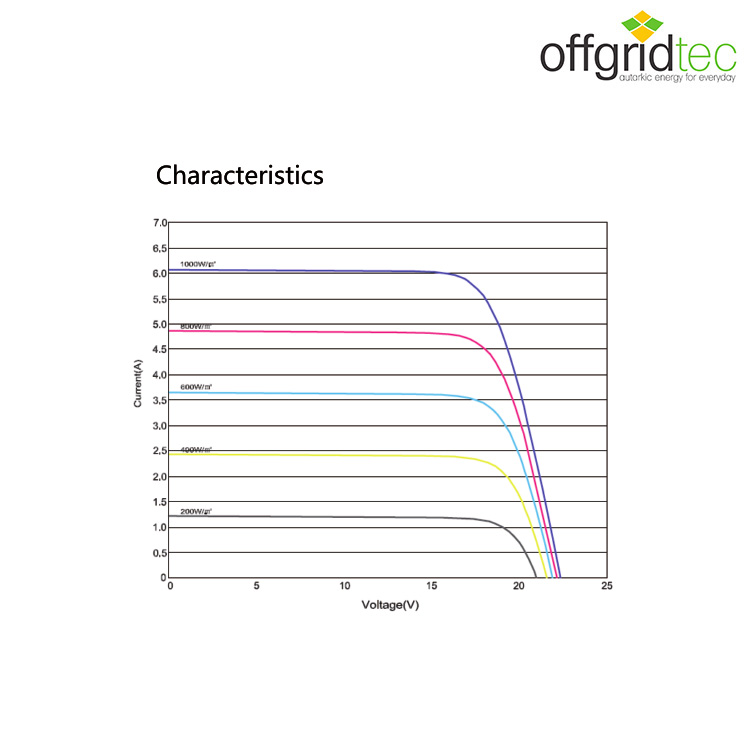 offgridtec
autarkic energy for everyday
Characteristics
7.0
6,5
1000W/㎡
6.0
5.5
5.0
800W/㎡
4.5
4,0
600W/㎡
3,5
3.0
2,5
400W/㎡
2.0
1.5
200W/㎡
1.0
0.5
0
0 5 10 15 20 25
Current(A)
Voltage(V)